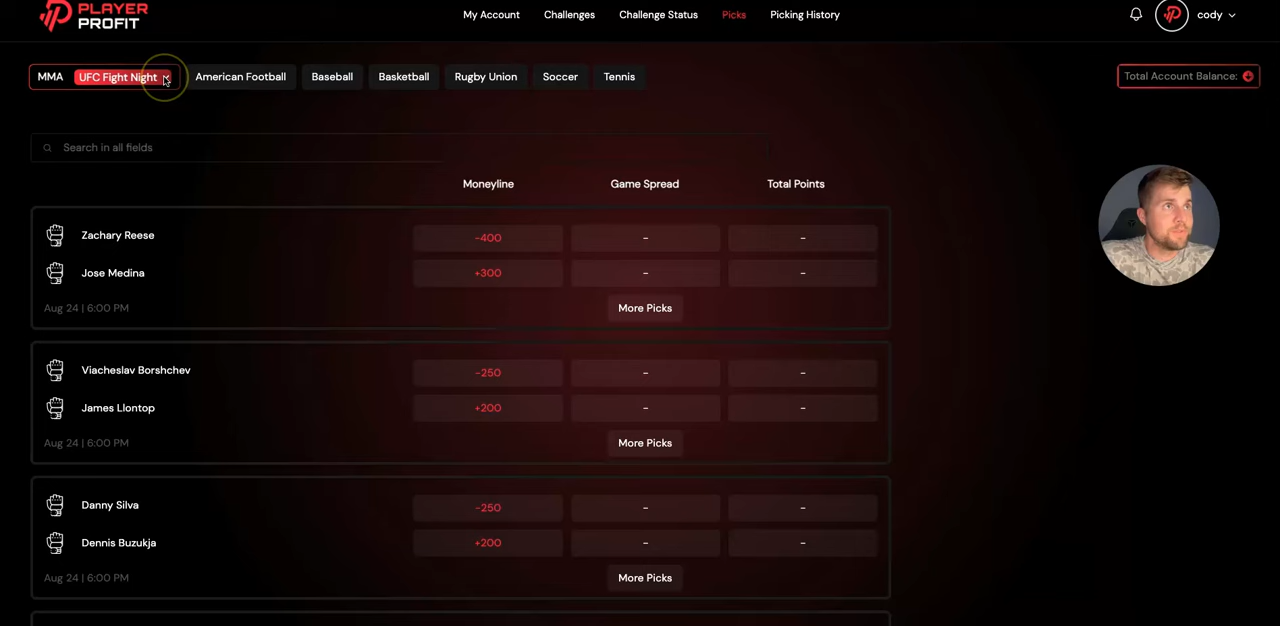 PLAYER
PROFIT
My Account Challenges Challenge Status Picks Picking History
cody
MMA UFC Fight Night American Football Baseball Basketball Rugby Union Soccer Tennis
Total Account Balance:
Search in all fields
Moneyline Game Spread Total Points
Zachary Reese -400 - -
Jose Medina +300 - -
Aug 24 | 6:00 PM More Picks
Viacheslav Borshchev -250 - -
James Llontop +200 - -
Aug 24 | 6:00 PM More Picks
Danny Silva -250 - -
Dennis Buzukja +200 - -
Aug 24 | 6:00 PM More Picks